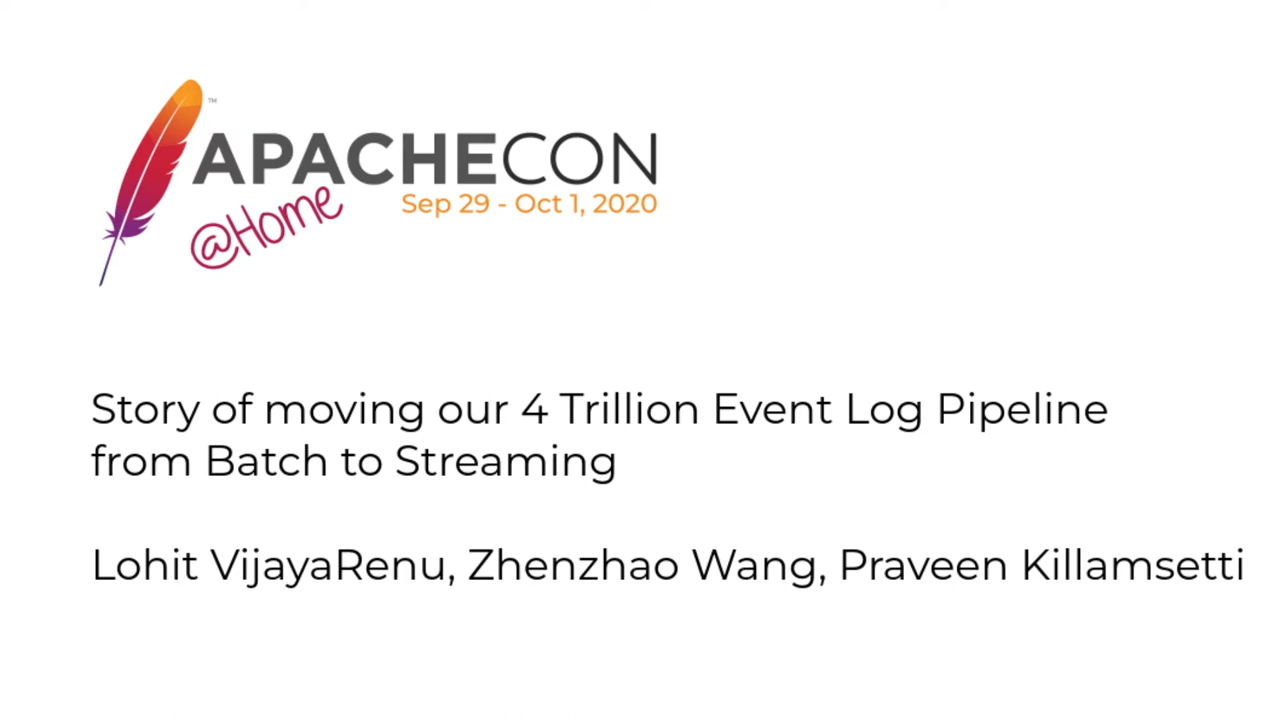 ™
APACHECON
@Home
Sep 29 - Oct 1, 2020
Story of moving our 4 Trillion Event Log Pipeline
from Batch to Streaming
Lohit VijayaRenu, Zhenzhao Wang, Praveen Killamsetti